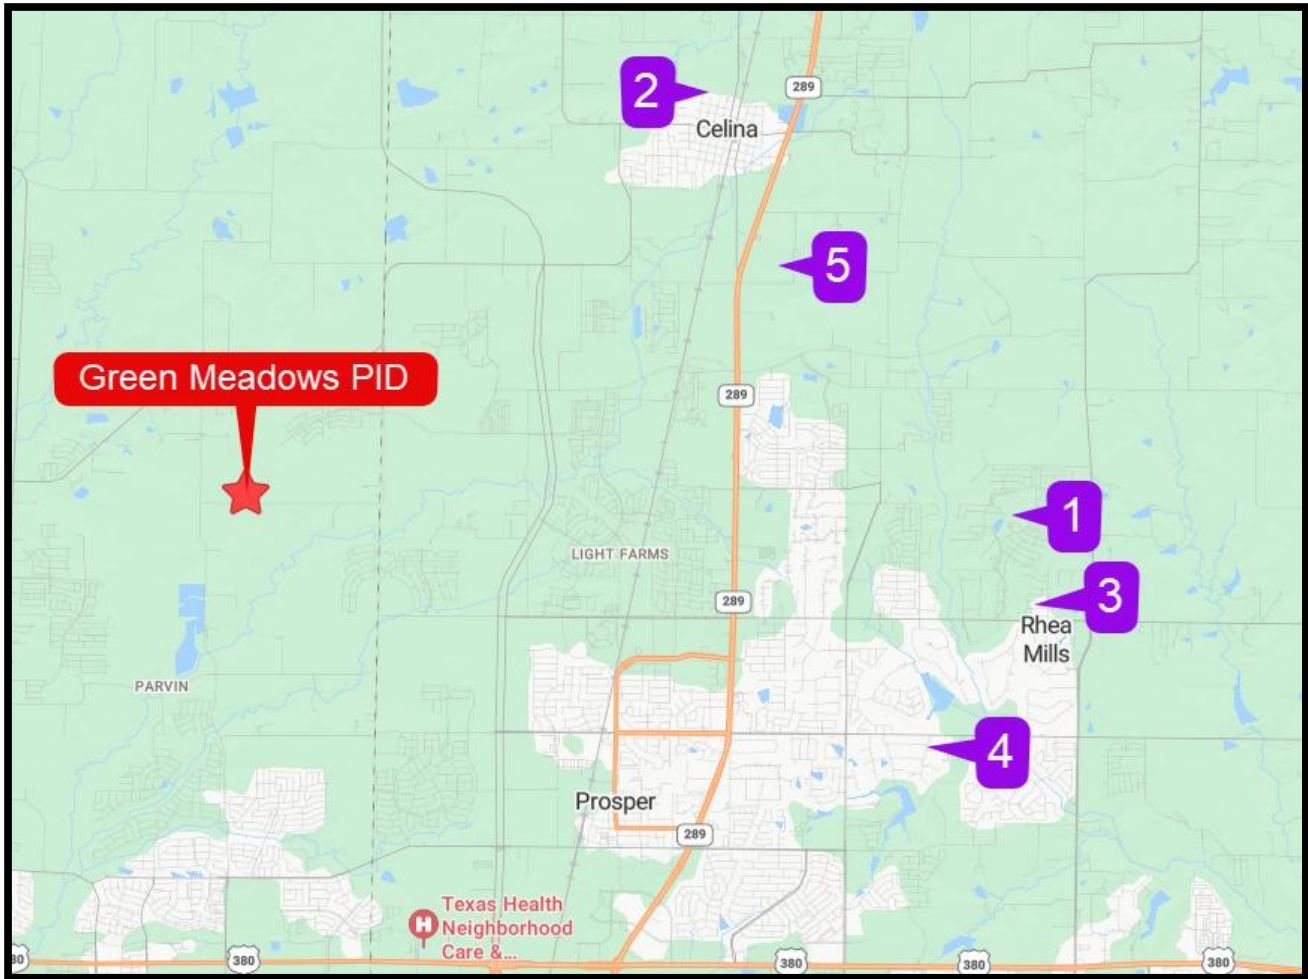 2
289
Celina
5
Green Meadows PID
289
1
LIGHT FARMS
289
3
Rhea
Mills
PARVIN
4
Prosper
289
Texas Health
Neighborhood
Care &...
H
80
380
380
380
380